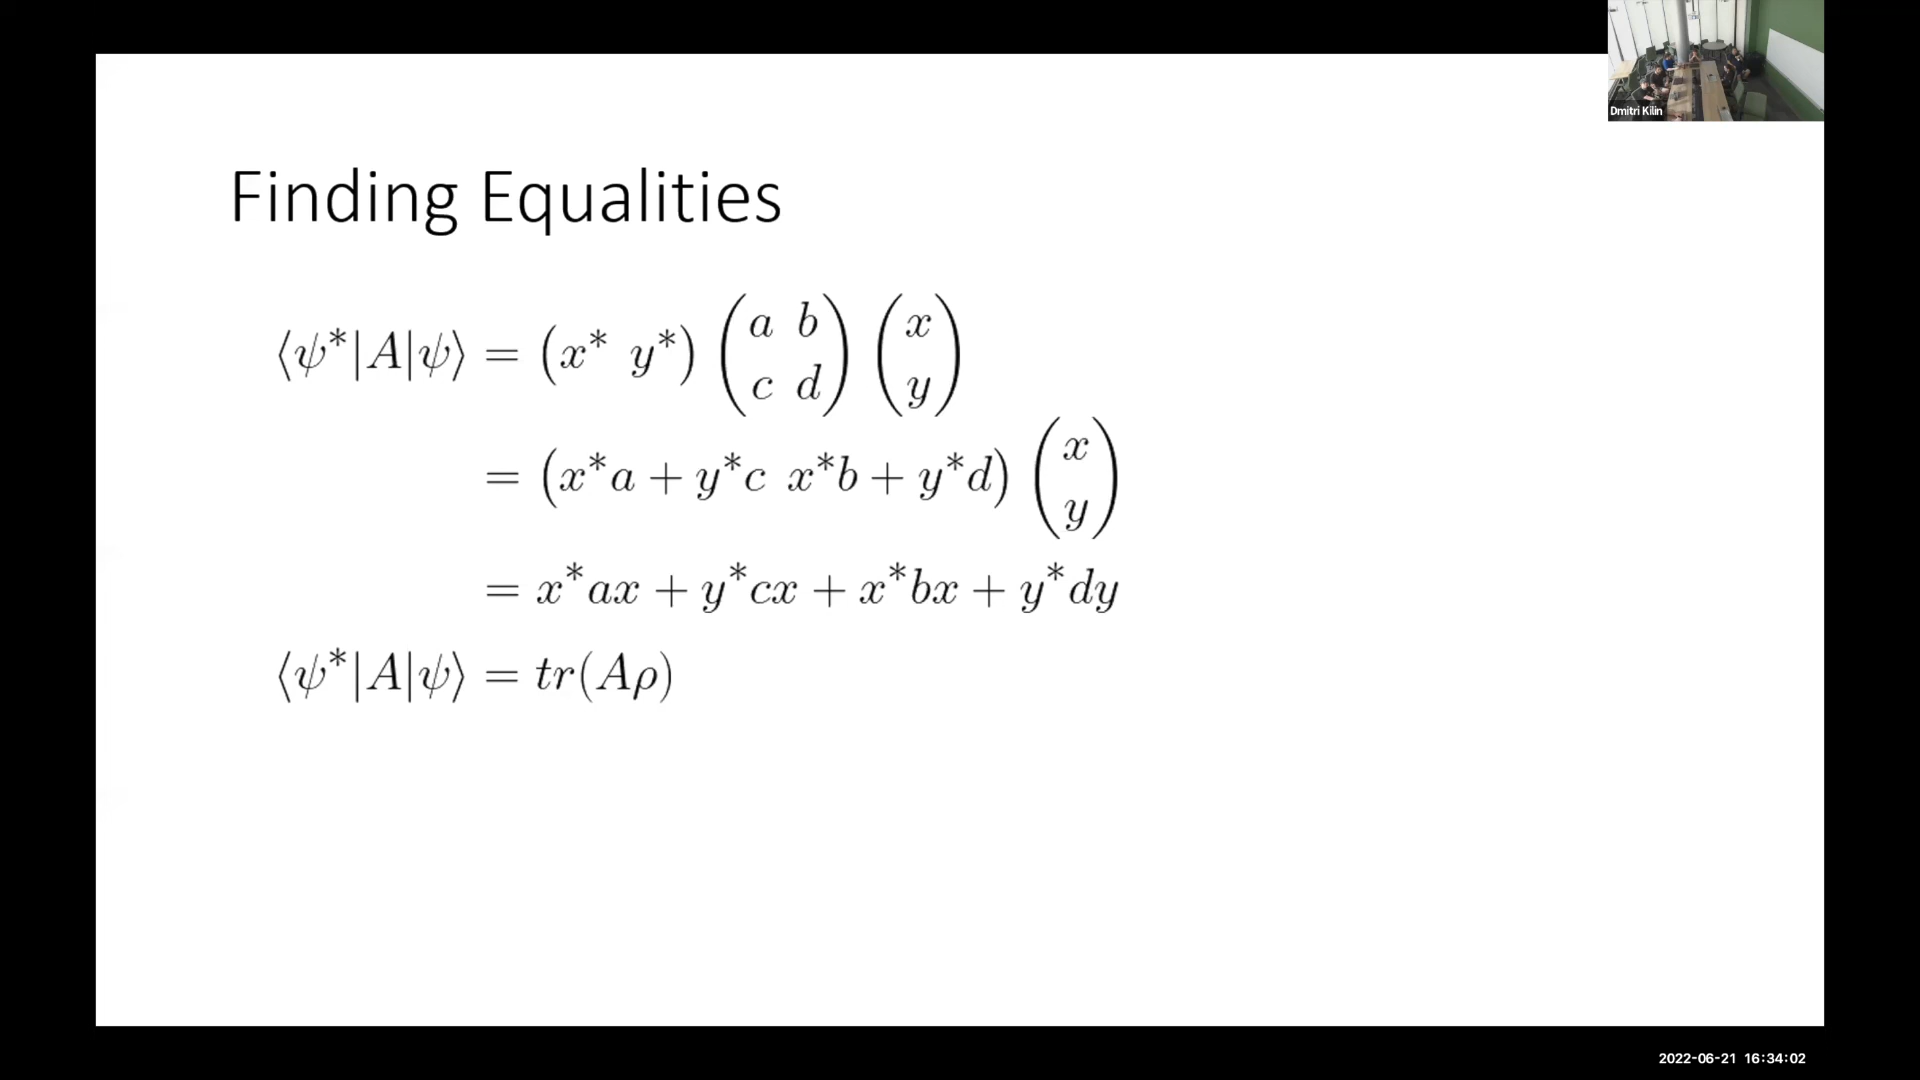 Dmitri Kilin
Finding Equalities
⟨ψ*|A|ψ⟩ = (x* y*) (a b
c d) (x
y)
= (x*a + y*c x*b + y*d) (x
y)
= x*ax + y*cx + x*bx + y*dy
⟨ψ*|A|ψ⟩ = tr(Aρ)
2022-06-21 16:34:02